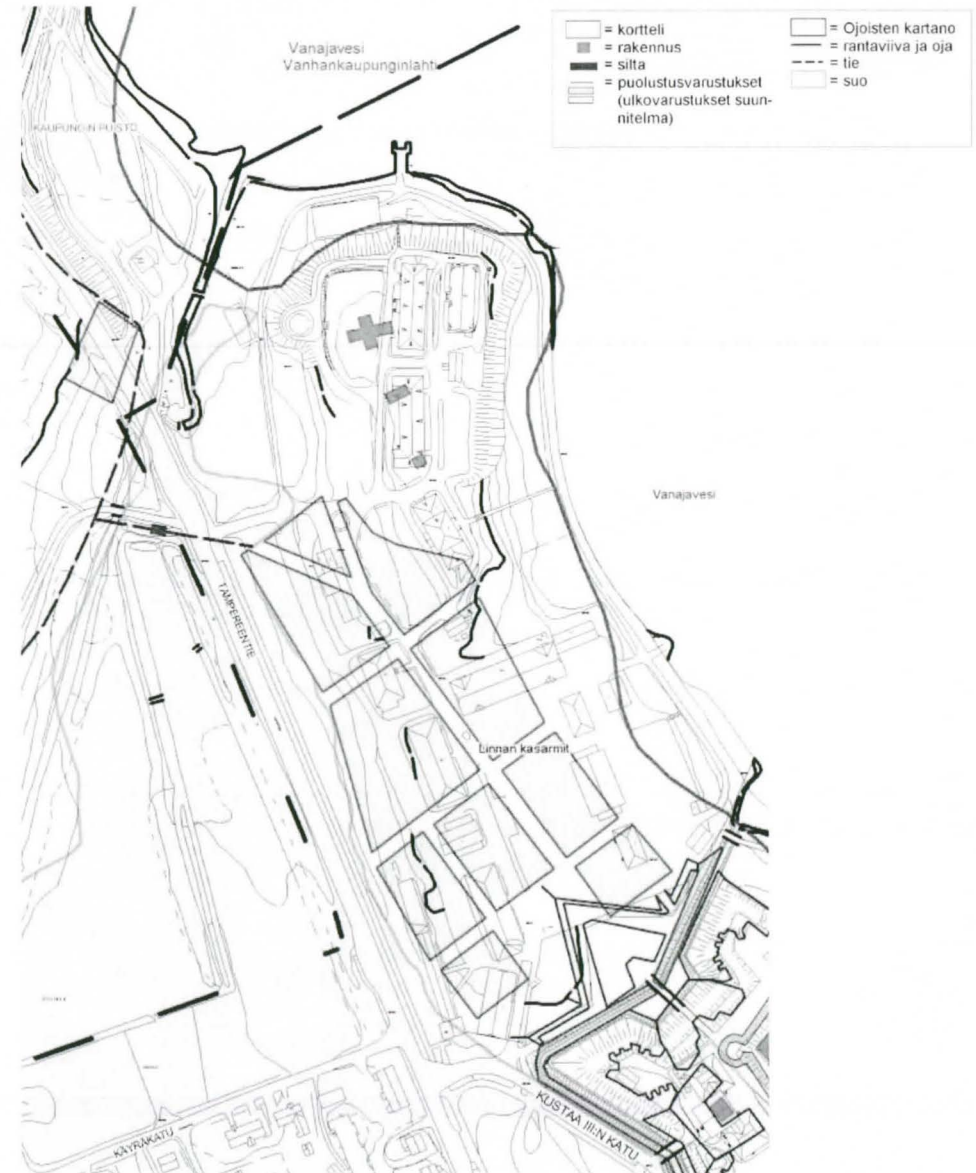 Vanajavesi
Vanhankaupunginlahti
= kortteli
= rakennus
= silta
= puolustusvarustukset
(ulkovarustukset suun-
nitelma)
= Ojoisten kartano
= rantaviiva ja oja
= tie
= suo
KAUPUNGIN PUISTO
Vanajavesi
TAMPEREENTIE
Linnan kasarmit
KUSTAA III:N KATU
KÄYRÄKATU